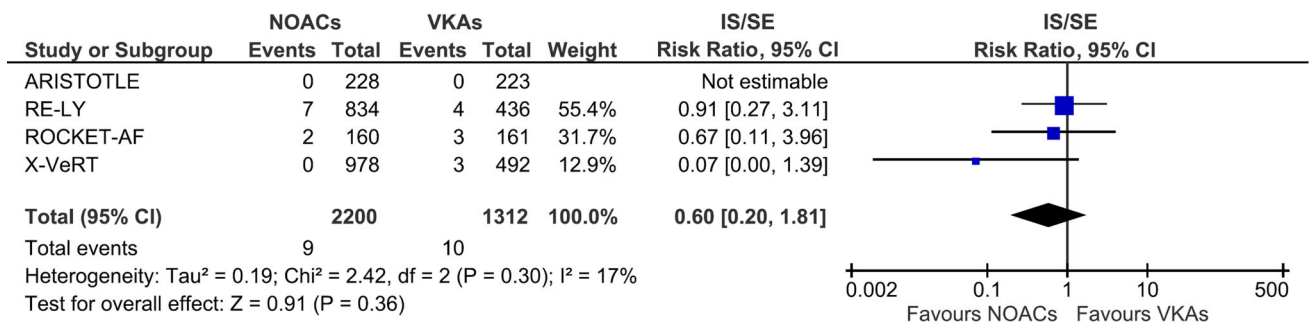 NOACs VKAs IS/SE IS/SE
Study or Subgroup Events Total Events Total Weight Risk Ratio, 95% CI Risk Ratio, 95% CI
ARISTOTLE 0 228 0 223 Not estimable
RE-LY 7 834 4 436 55.4% 0.91 [0.27, 3.11]
ROCKET-AF 2 160 3 161 31.7% 0.67 [0.11, 3.96]
X-VeRT 0 978 3 492 12.9% 0.07 [0.00, 1.39]
Total (95% CI) 2200 1312 100.0% 0.60 [0.20, 1.81]
Total events 9 10
Heterogeneity: Tau² = 0.19; Chi² = 2.42, df = 2 (P = 0.30); I² = 17%
Test for overall effect: Z = 0.91 (P = 0.36)
0.002 0.1 1 10 500
Favours NOACs Favours VKAs